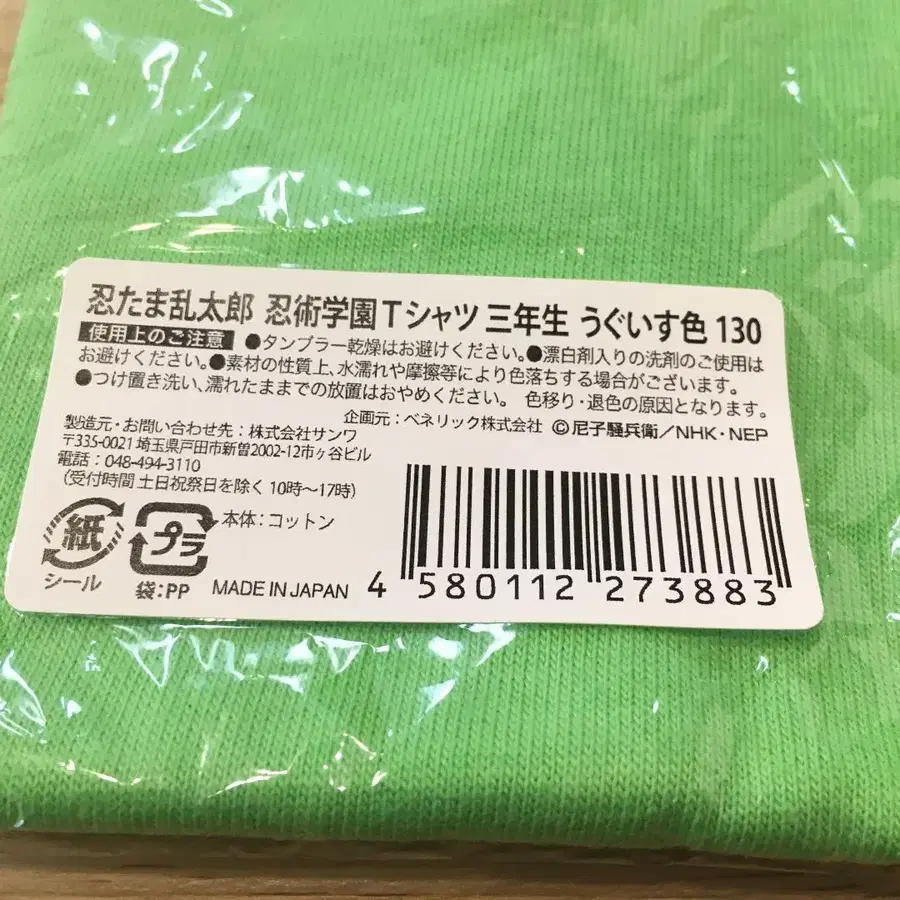 忍たま乱太郎 忍術学園Tシャツ 三年生 うぐいす色 130
使用上のご注意 ●タンブラー乾燥はお避けください。●漂白剤入りの洗剤のご使用は
お避けください。●素材の性質上、水濡れや摩擦等により色落ちする場合がございます。
●つけ置き洗い、濡れたままでの放置はおやめください。 色移り・退色の原因となります。
企画元：ベネリック株式会社 ©尼子騒兵衛／NHK・NEP
製造元・お問い合わせ先：株式会社サンワ
〒335-0021 埼玉県戸田市新曽2002-12市ヶ谷ビル
電話：048-494-3110
（受付時間 土日祝祭日を除く 10時〜17時）
紙
シール
プラ
袋：PP
本体：コットン
MADE IN JAPAN
4 580112 273883